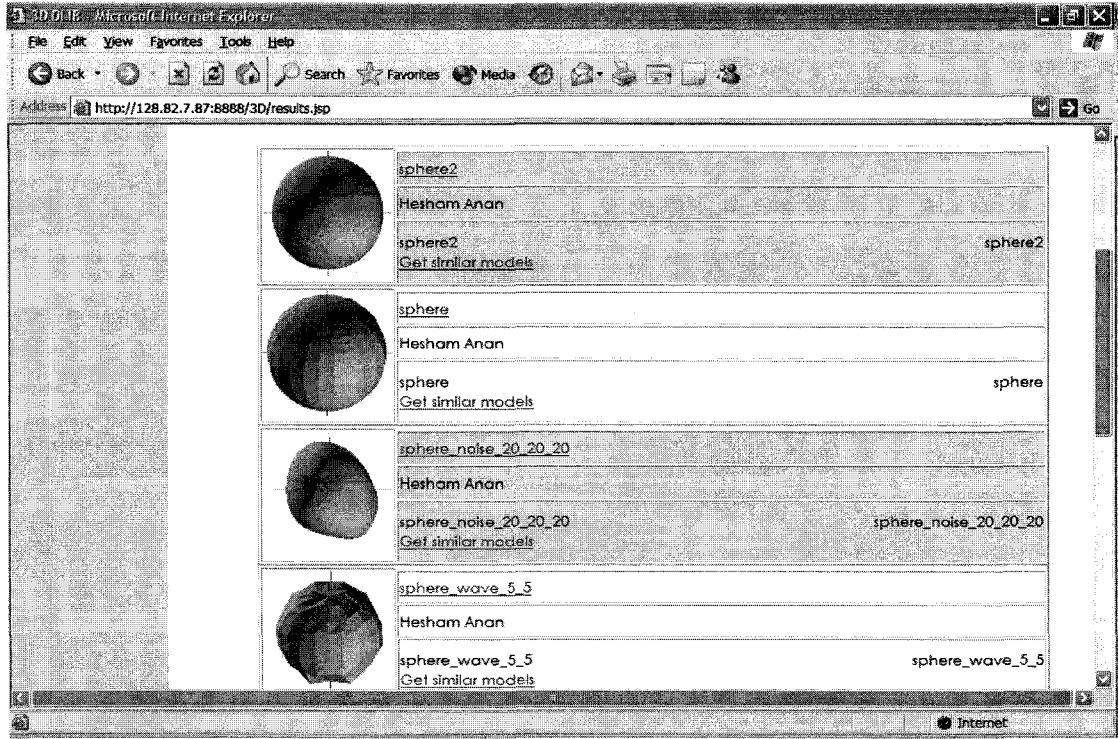 3D DLIB - Microsoft Internet Explorer
File Edit View Favorites Tools Help
Back Search Favorites Media
Address http://128.82.7.87:8888/3D/results.jsp Go
sphere2
Hesham Anan
sphere2 sphere2
Get similar models
sphere
Hesham Anan
sphere sphere
Get similar models
sphere_noise_20_20_20
Hesham Anan
sphere_noise_20_20_20 sphere_noise_20_20_20
Get similar models
sphere_wave_5_5
Hesham Anan
sphere_wave_5_5 sphere_wave_5_5
Get similar models
Internet